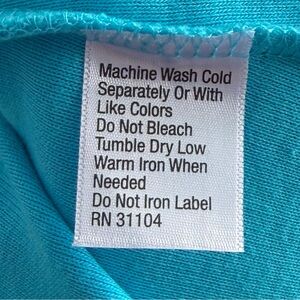 Machine Wash Cold
Separately Or With
Like Colors
Do Not Bleach
Tumble Dry Low
Warm Iron When
Needed
Do Not Iron Label
RN 31104